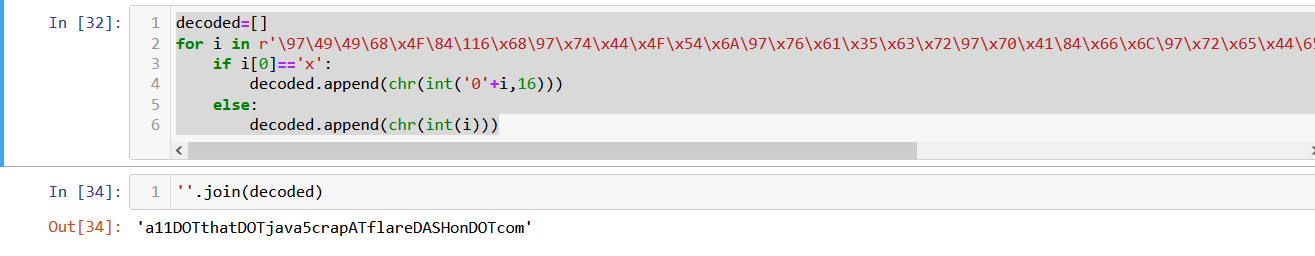 In [32]:
1 decoded=[]
2 for i in r'\97\49\49\68\x4F\84\116\x68\97\x74\x44\x4F\x54\x6A\97\x76\x61\x35\x63\x72\97\x70\x41\84\x66\x6C\97\x72\x65\x44\65
3 if i[0]=='x':
4 decoded.append(chr(int('0'+i,16)))
5 else:
6 decoded.append(chr(int(i)))
In [34]:
1 ''.join(decoded)
Out[34]: 'a11DOTthatDOTjava5crapATflareDASHonDOTcom'